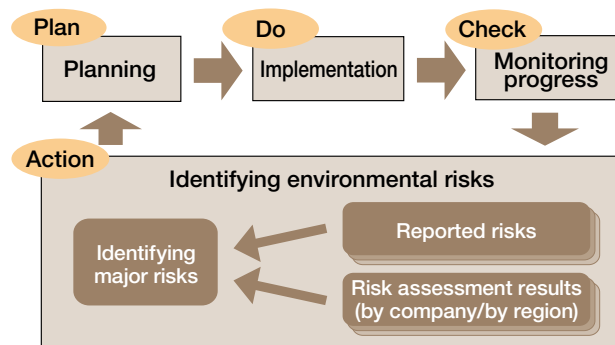 Plan
Planning
Do
Implementation
Check
Monitoring
progress
Action
Identifying environmental risks
Identifying
major risks
Reported risks
Risk assessment results
(by company/by region)